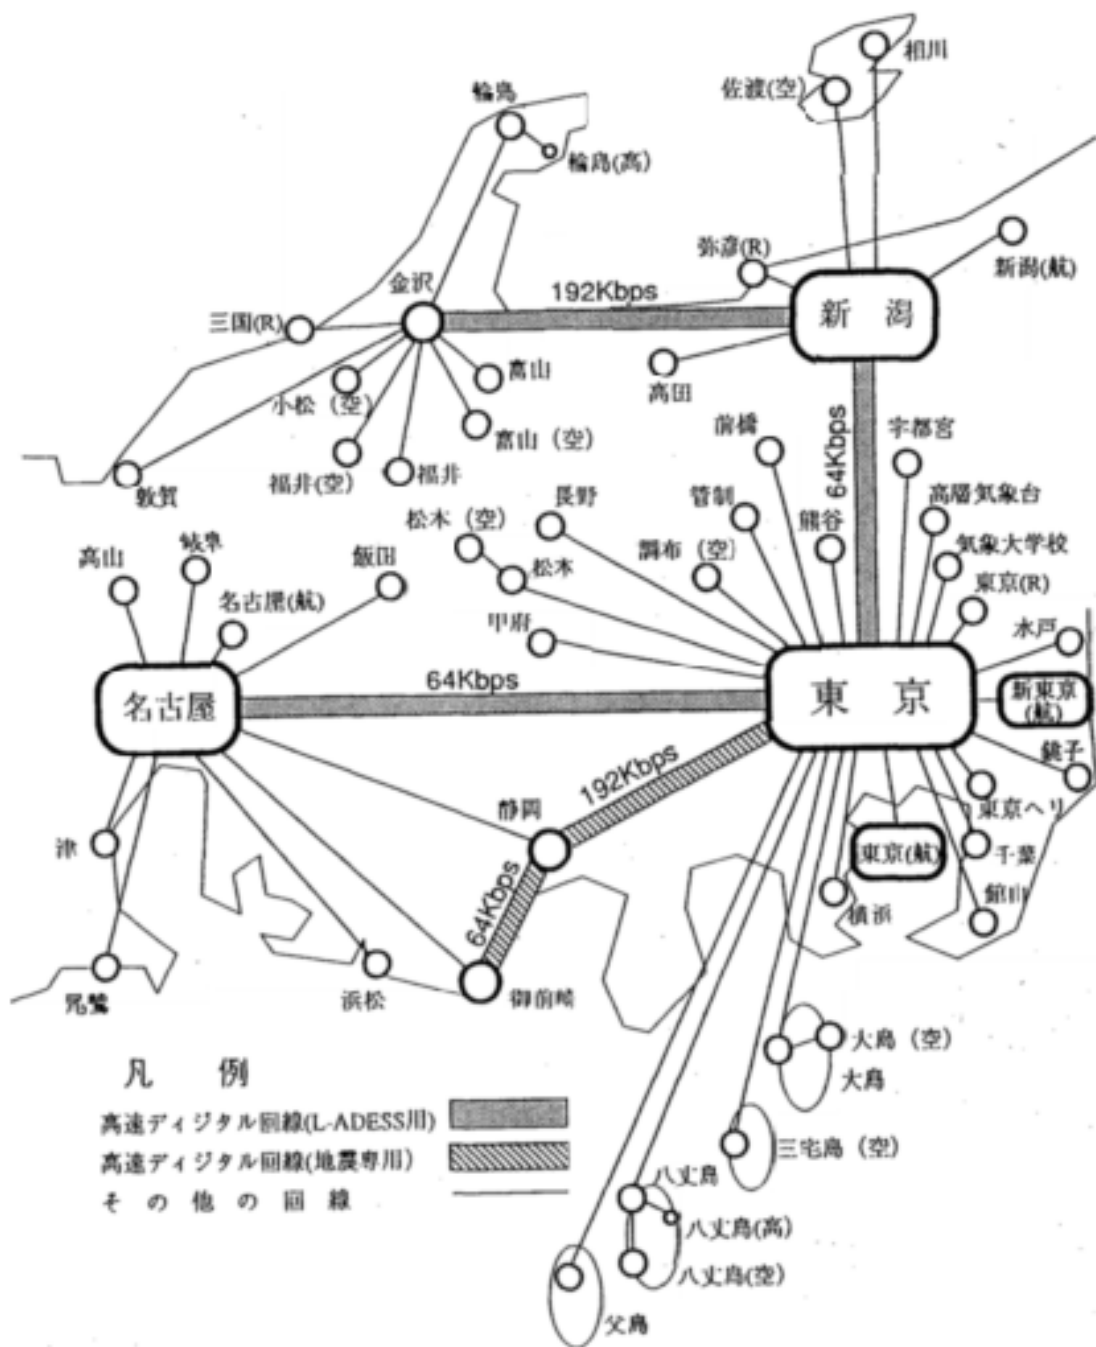 相川
佐渡(空)
輪島
輪島(高)
弥彦(R)
新潟(航)
金沢
192Kbps
新 潟
三国(R)
富山
高田
小松（空）
富山（空）
福井(空)
福井
敦賀
64Kbps
前橋
宇都宮
長野
管制
熊谷
高層気象台
松本（空）
調布（空）
気象大学校
高山
岐阜
飯田
松本
東京(R)
名古屋(航)
甲府
水戸
名古屋
64Kbps
東 京
新東京
(航)
192Kbps
銚子
静岡
東京ヘリ
津
64Kbps
東京(航)
千葉
横浜
館山
尾鷲
浜松
御前崎
大島（空）
大島
凡 例
高速ディジタル回線(L-ADESS用)
高速ディジタル回線(地震専用）
その他の回線
三宅島（空）
八丈島
八丈島(高)
八丈島(空)
父島